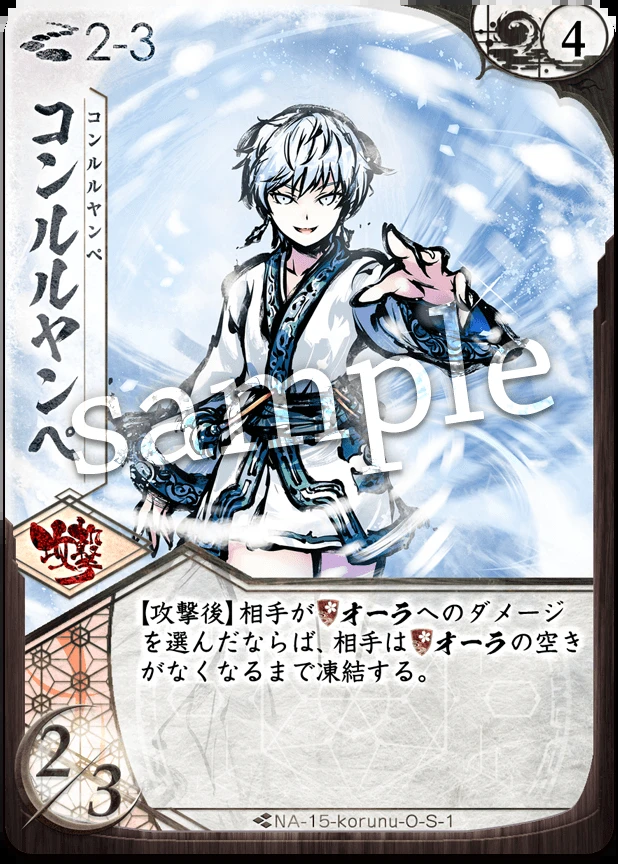 2-3
4
コンルルヤンペ
コンルルヤンペ
sample
攻撃
【攻撃後】相手がオーラへのダメージ
を選んだならば、相手はオーラの空き
がなくなるまで凍結する。
2/3
NA-15-korunu-O-S-1